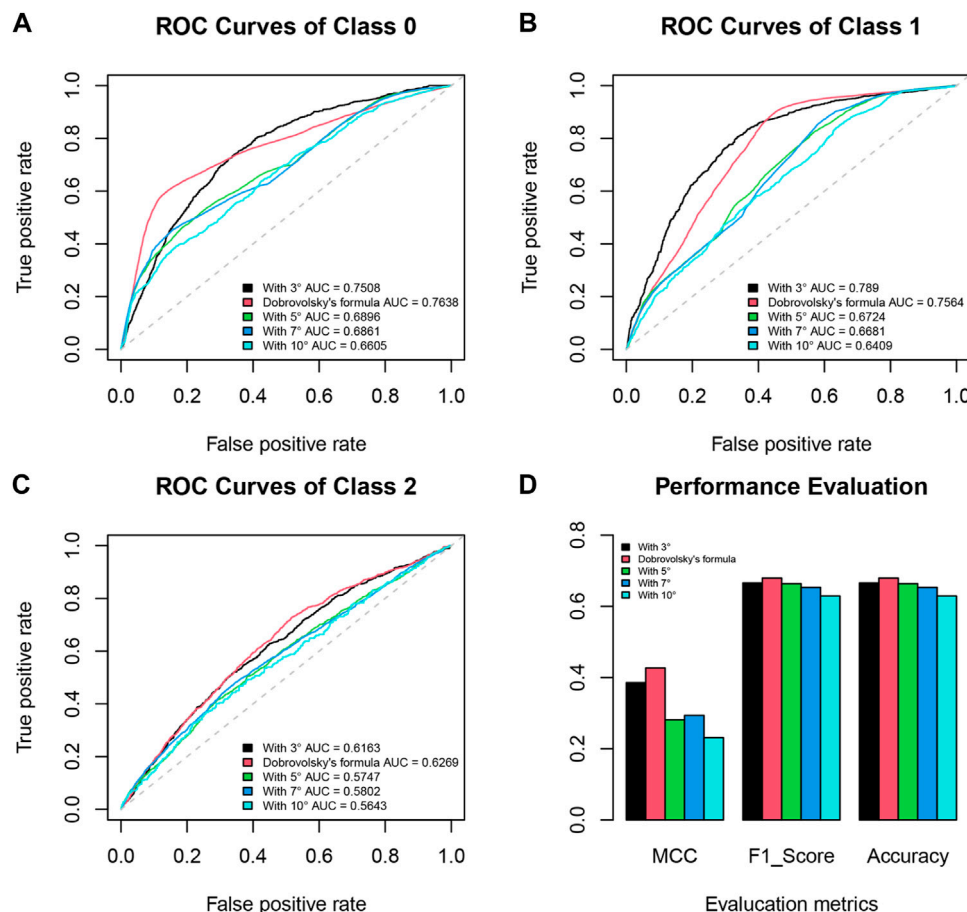 A
ROC Curves of Class 0
True positive rate
0.0 0.2 0.4 0.6 0.8 1.0
With 3° AUC = 0.7508
Dobrovolsky's formula AUC = 0.7638
With 5° AUC = 0.6896
With 7° AUC = 0.6861
With 10° AUC = 0.6605
0.0 0.2 0.4 0.6 0.8 1.0
False positive rate
B
ROC Curves of Class 1
True positive rate
0.0 0.2 0.4 0.6 0.8 1.0
With 3° AUC = 0.789
Dobrovolsky's formula AUC = 0.7564
With 5° AUC = 0.6724
With 7° AUC = 0.6681
With 10° AUC = 0.6409
0.0 0.2 0.4 0.6 0.8 1.0
False positive rate
C
ROC Curves of Class 2
True positive rate
0.0 0.2 0.4 0.6 0.8 1.0
With 3° AUC = 0.6163
Dobrovolsky's formula AUC = 0.6269
With 5° AUC = 0.5747
With 7° AUC = 0.5802
With 10° AUC = 0.5643
0.0 0.2 0.4 0.6 0.8 1.0
False positive rate
D
Performance Evaluation
0.0 0.2 0.4 0.6 0.8
With 3°
Dobrovolsky's formula
With 5°
With 7°
With 10°
MCC F1_Score Accuracy
Evalucation metrics